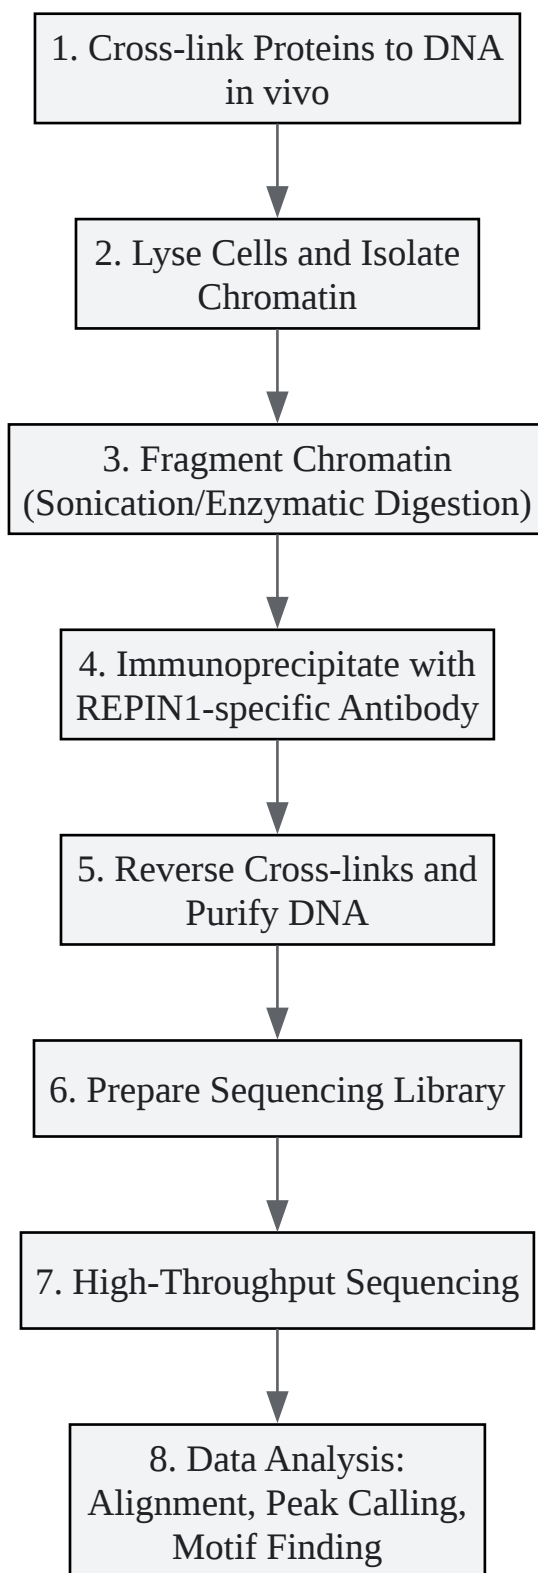 1. Cross-link Proteins to DNA
in vivo
2. Lyse Cells and Isolate
Chromatin
3. Fragment Chromatin
(Sonication/Enzymatic Digestion)
4. Immunoprecipitate with
REPIN1-specific Antibody
5. Reverse Cross-links and
Purify DNA
6. Prepare Sequencing Library
7. High-Throughput Sequencing
8. Data Analysis:
Alignment, Peak Calling,
Motif Finding